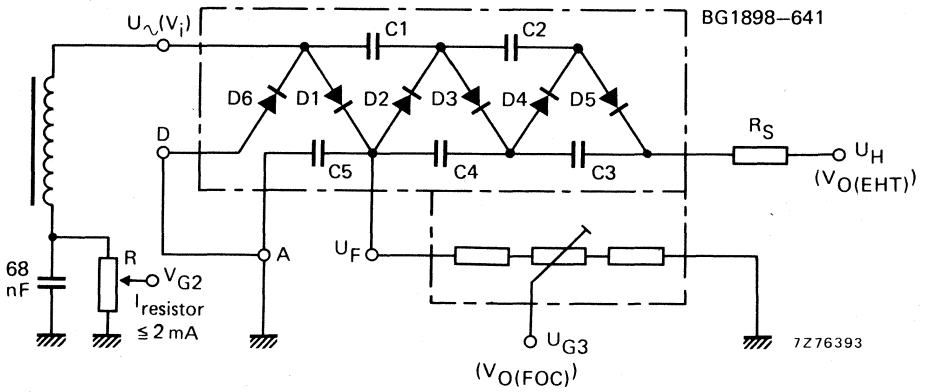 U∿(Vi)
BG1898–641
C1
C2
D6
D1
D2
D3
D4
D5
RS
D
C5
C4
C3
UH
(VO(EHT))
A
UF
68
nF
R
VG2
Iresistor
≦ 2 mA
UG3
(VO(FOC))
7Z76393